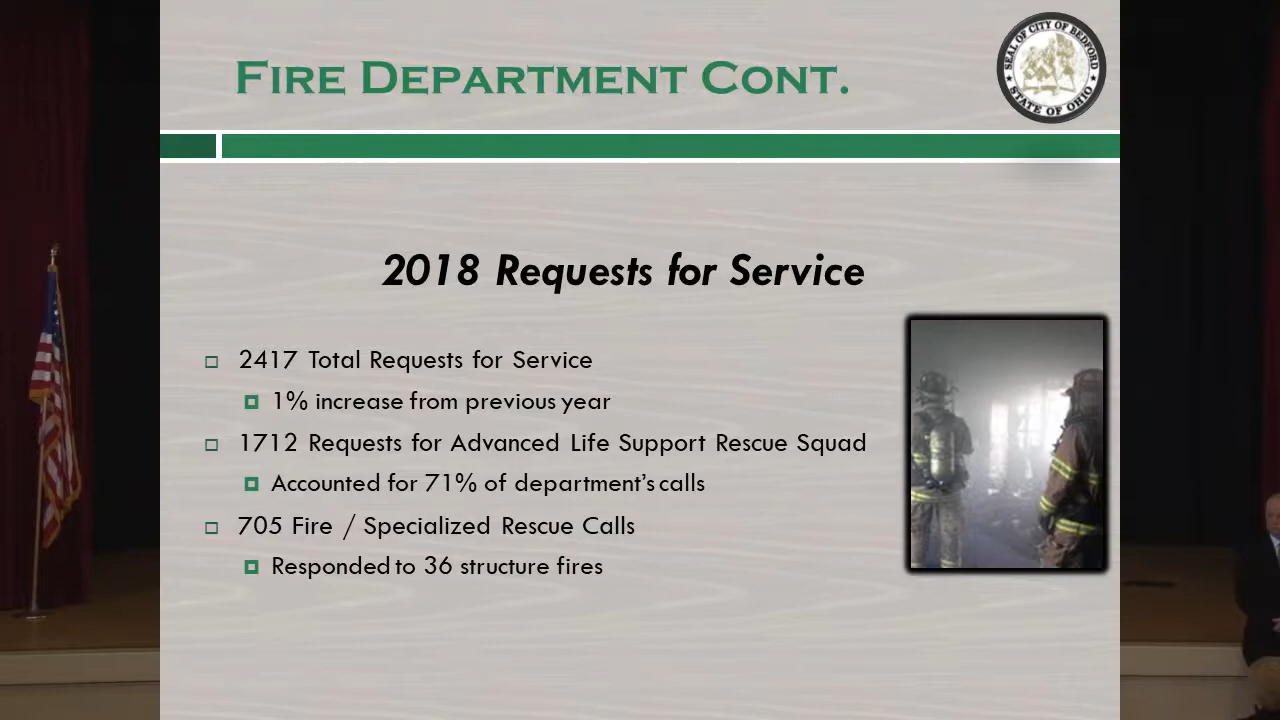 Fire Department Cont.
SEAL OF CITY OF BEDFORD
STATE OF OHIO
2018 Requests for Service
2417 Total Requests for Service
1% increase from previous year
1712 Requests for Advanced Life Support Rescue Squad
Accounted for 71% of department's calls
705 Fire / Specialized Rescue Calls
Responded to 36 structure fires